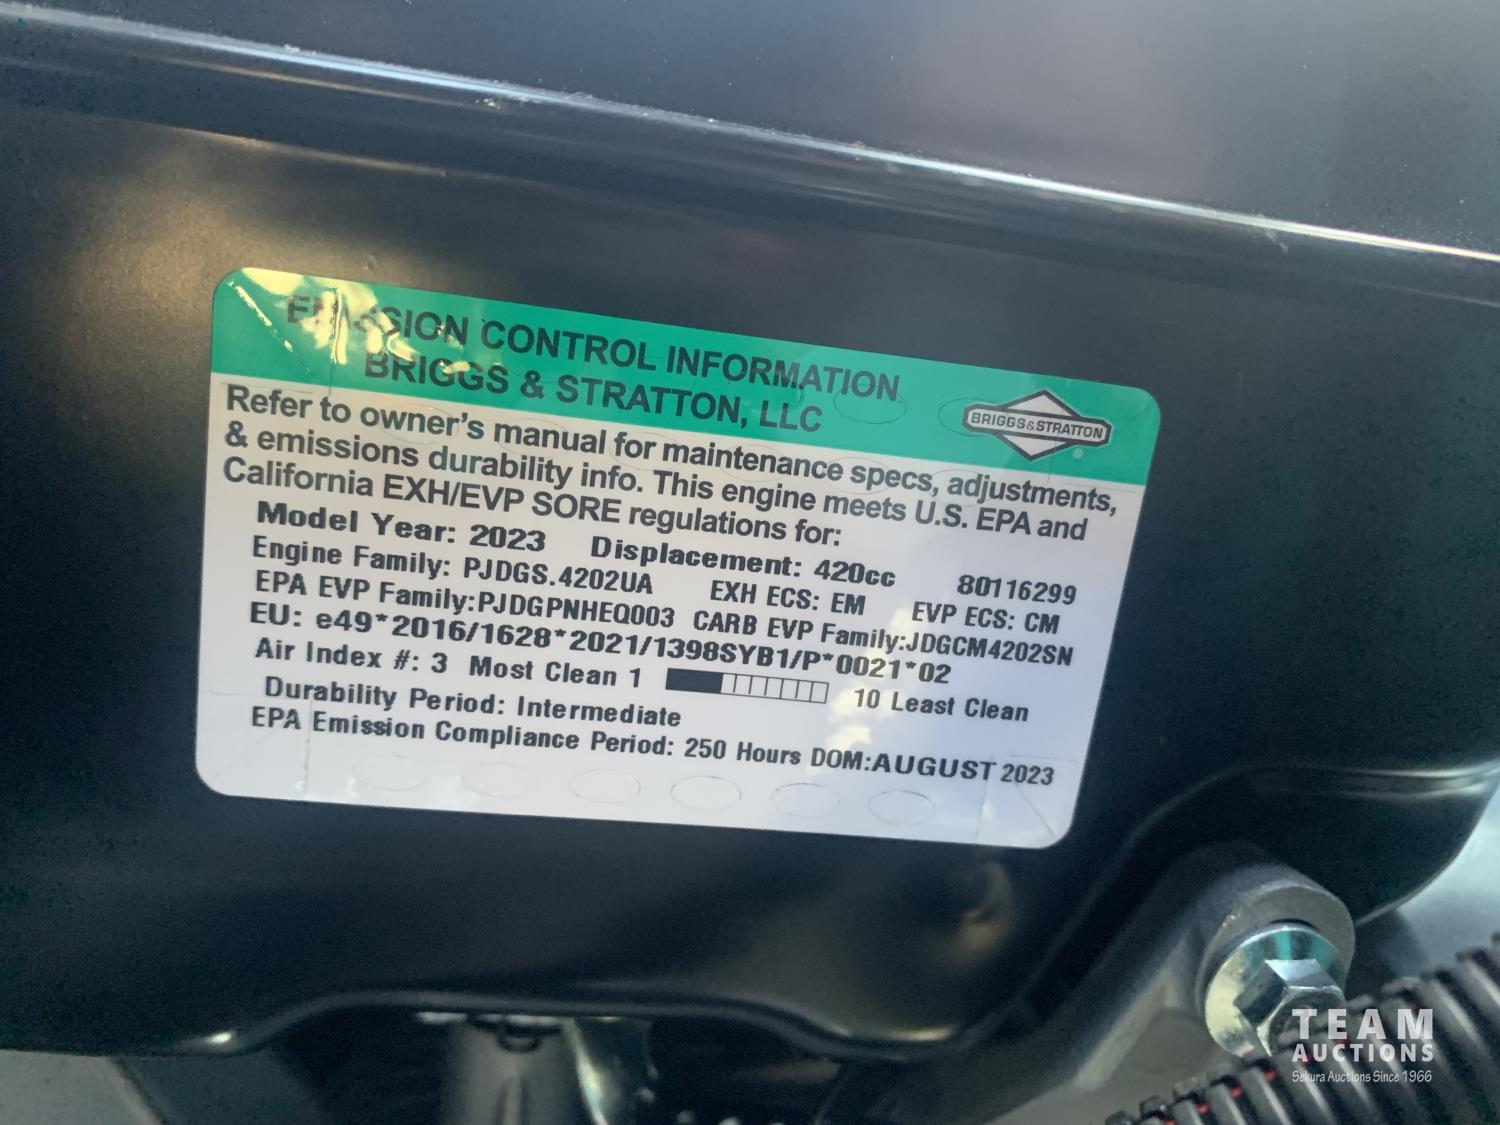 EMISSION CONTROL INFORMATION
BRIGGS & STRATTON, LLC
BRIGGS&STRATTON
®
Refer to owner's manual for maintenance specs, adjustments,
& emissions durability info. This engine meets U.S. EPA and
California EXH/EVP SORE regulations for:
Model Year: 2023 Displacement: 420cc 80116299
Engine Family: PJDGS.4202UA EXH ECS: EM EVP ECS: CM
EPA EVP Family:PJDGPNHEQ003 CARB EVP Family:JDGCM4202SN
EU: e49*2016/1628*2021/1398SYB1/P*0021*02
Air Index #: 3 Most Clean 1 10 Least Clean
Durability Period: Intermediate
EPA Emission Compliance Period: 250 Hours DOM:AUGUST 2023
TEAM
AUCTIONS
Sekura Auctions Since 1966